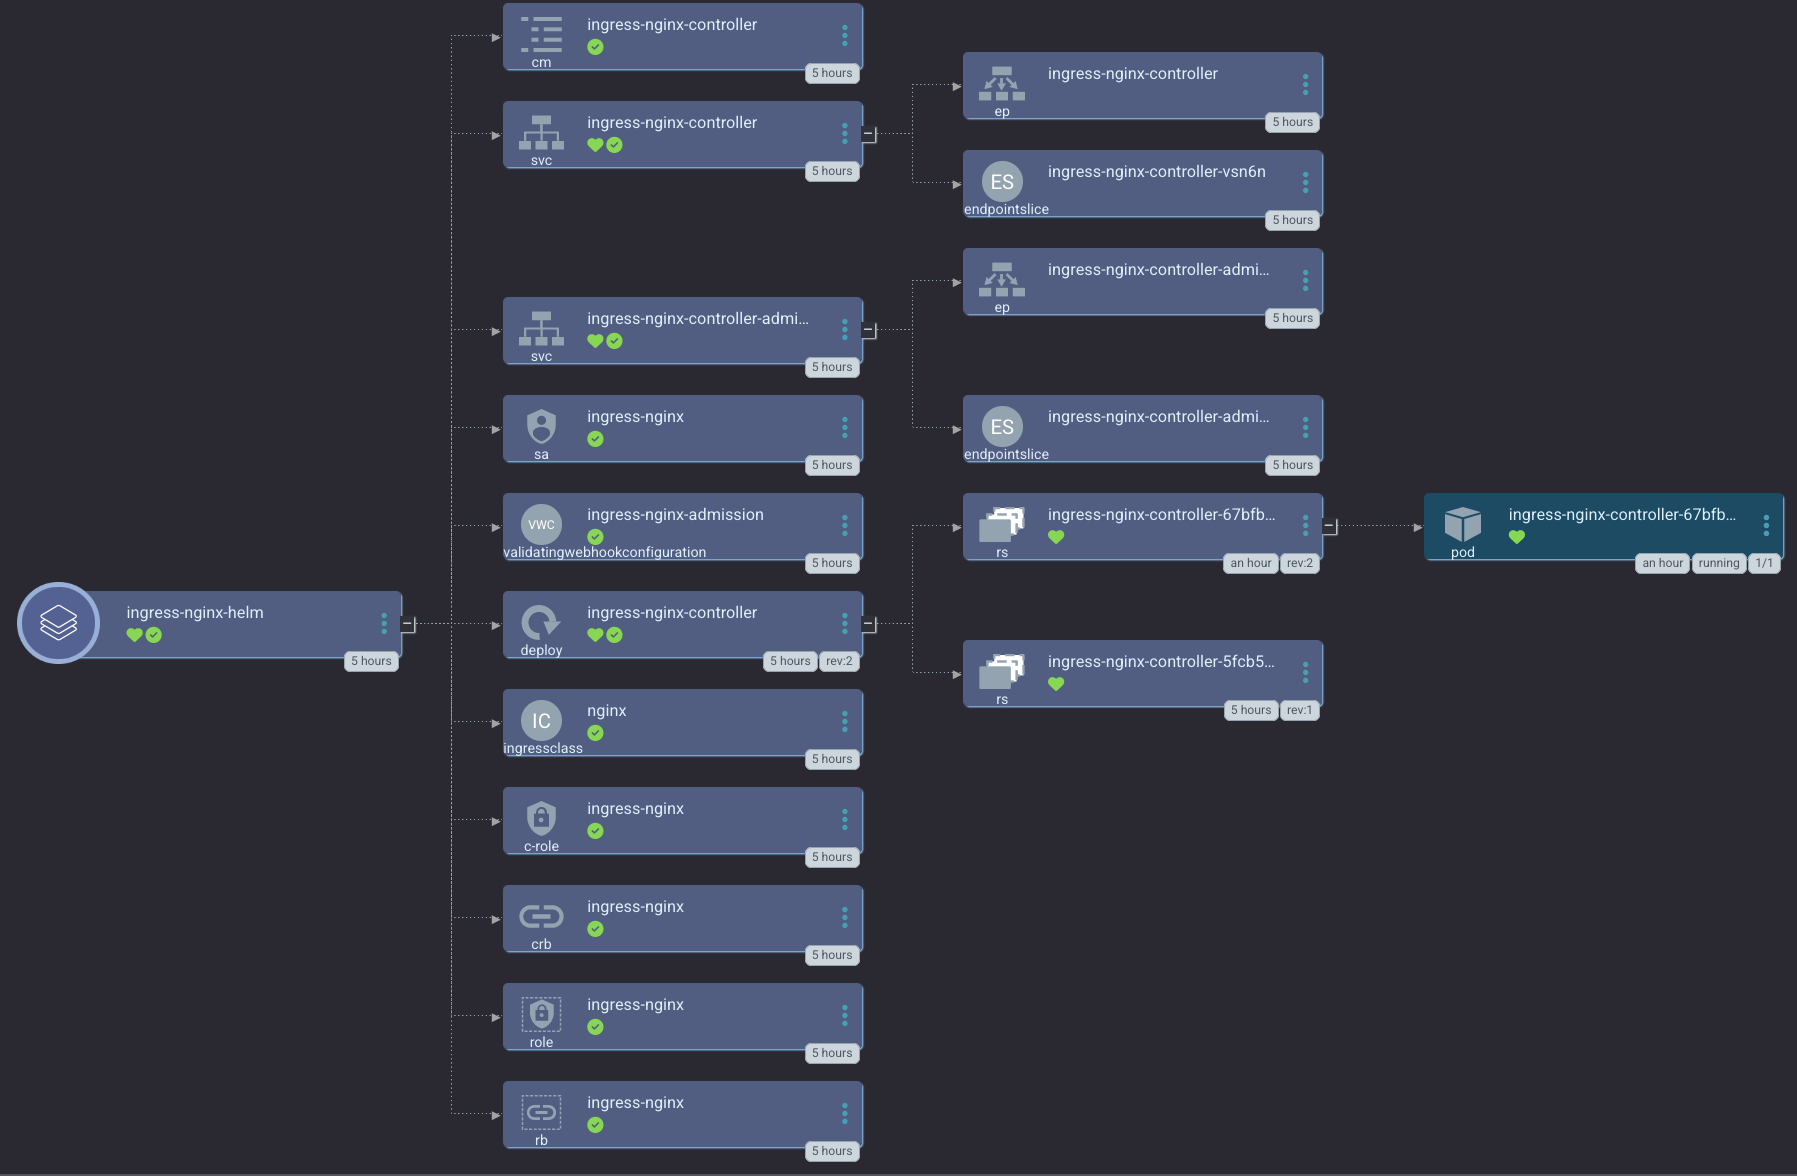 ingress-nginx-helm
5 hours
ingress-nginx-controller
cm
5 hours
ingress-nginx-controller
svc
5 hours
ingress-nginx-controller-admi...
svc
5 hours
ingress-nginx
sa
5 hours
VWC
ingress-nginx-admission
validatingwebhookconfiguration
5 hours
ingress-nginx-controller
deploy
5 hours
rev:2
IC
nginx
ingressclass
5 hours
ingress-nginx
c-role
5 hours
ingress-nginx
crb
5 hours
ingress-nginx
role
5 hours
ingress-nginx
rb
5 hours
ingress-nginx-controller
ep
5 hours
ES
ingress-nginx-controller-vsn6n
endpointslice
5 hours
ingress-nginx-controller-admi...
ep
5 hours
ES
ingress-nginx-controller-admi...
endpointslice
5 hours
ingress-nginx-controller-67bfb...
rs
an hour
rev:2
ingress-nginx-controller-5fcb5...
rs
5 hours
rev:1
ingress-nginx-controller-67bfb...
pod
an hour
running
1/1